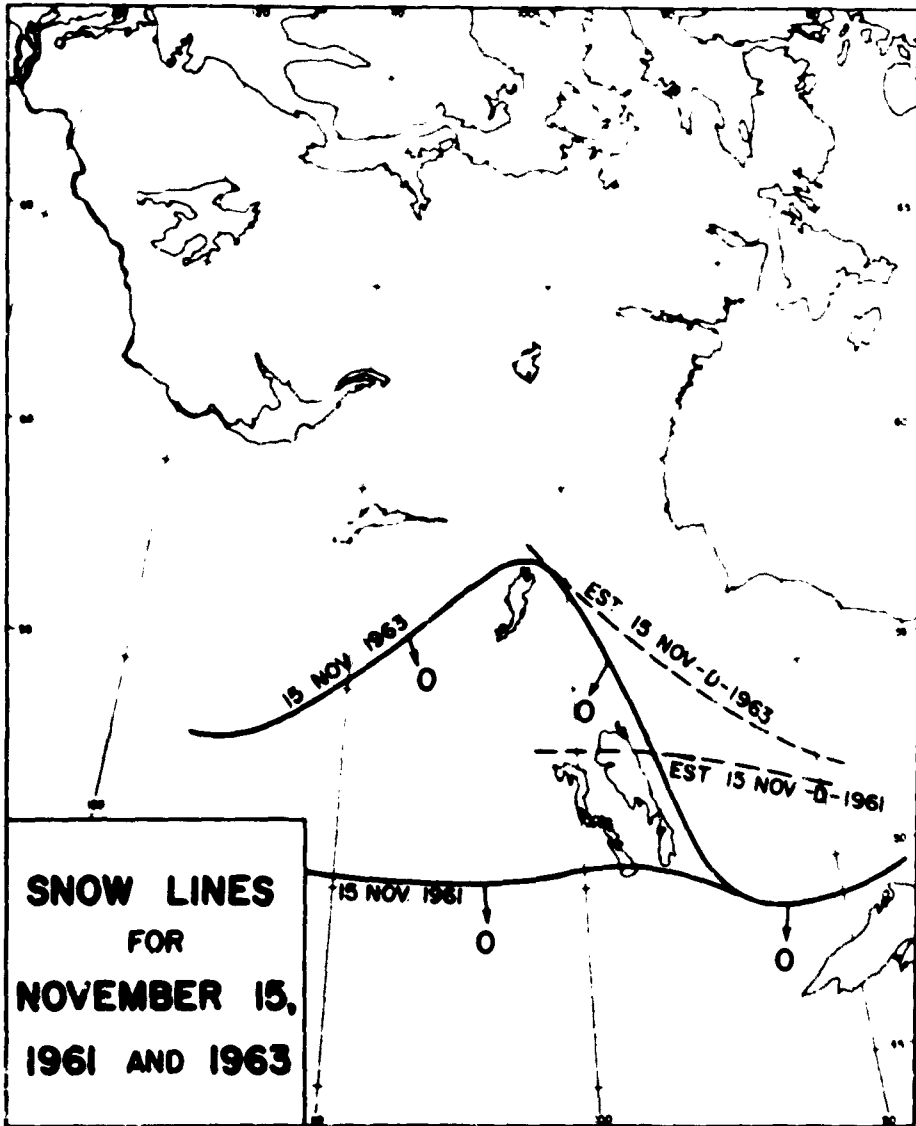 15 NOV 1963
O
O
EST 15 NOV -D- 1963
EST 15 NOV -D- 1961
15 NOV 1961
O
O
100
SNOW LINES
FOR
NOVEMBER 15,
1961 AND 1963